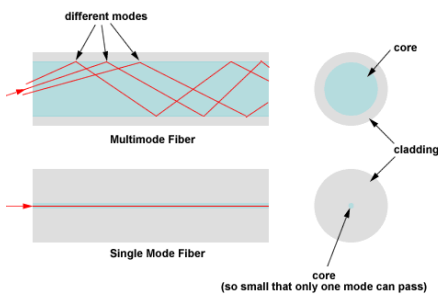 different modes
core
Multimode Fiber
cladding
Single Mode Fiber
core
(so small that only one mode can pass)